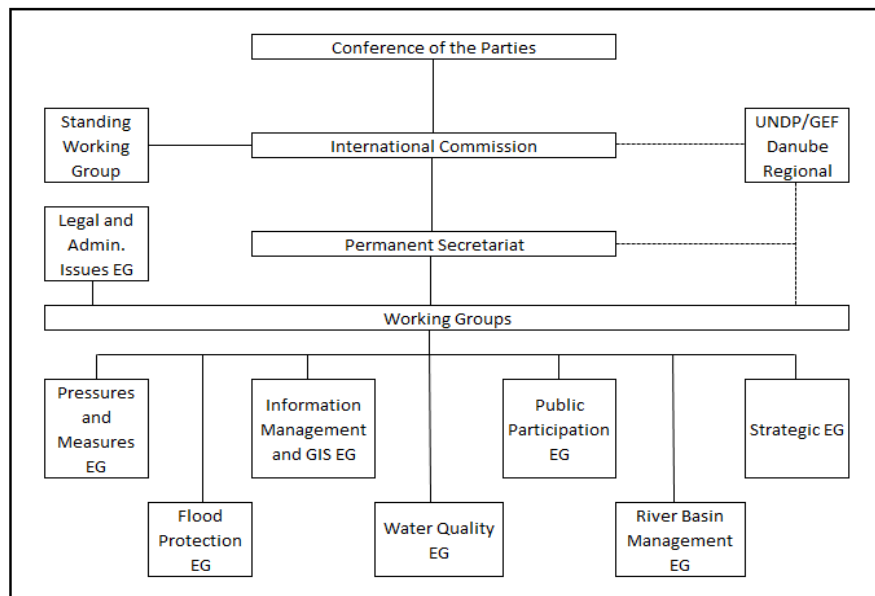 Conference of the Parties
Standing
Working
Group
International Commission
UNDP/GEF
Danube
Regional
Legal and
Admin.
Issues EG
Permanent Secretariat
Working Groups
Pressures
and
Measures
EG
Information
Management
and GIS EG
Public
Participation
EG
Strategic EG
Flood
Protection
EG
Water Quality
EG
River Basin
Management
EG